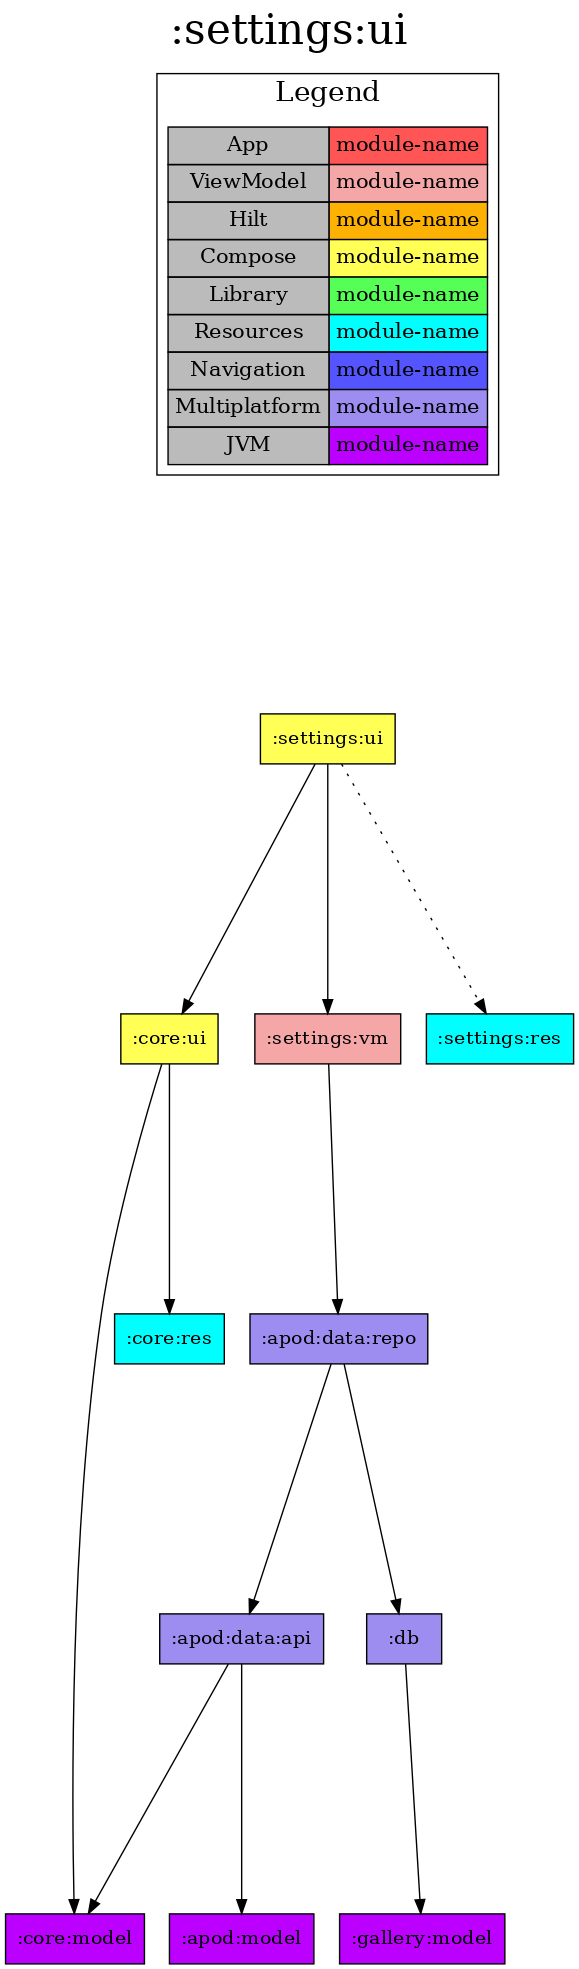 :settings:ui
Legend
App module-name
ViewModel module-name
Hilt module-name
Compose module-name
Library module-name
Resources module-name
Navigation module-name
Multiplatform module-name
JVM module-name
:settings:ui
:core:ui :settings:vm :settings:res
:core:res :apod:data:repo
:apod:data:api :db
:core:model :apod:model :gallery:model